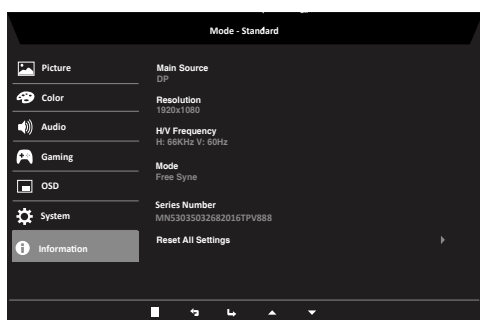 Mode - Standard
Picture
Color
Audio
Gaming
OSD
System
Information
Main Source
DP
Resolution
1920x1080
H/V Frequency
H: 66KHz V: 60Hz
Mode
Free Syne
Series Number
MNS3035032682016TPV888
Reset All Settings